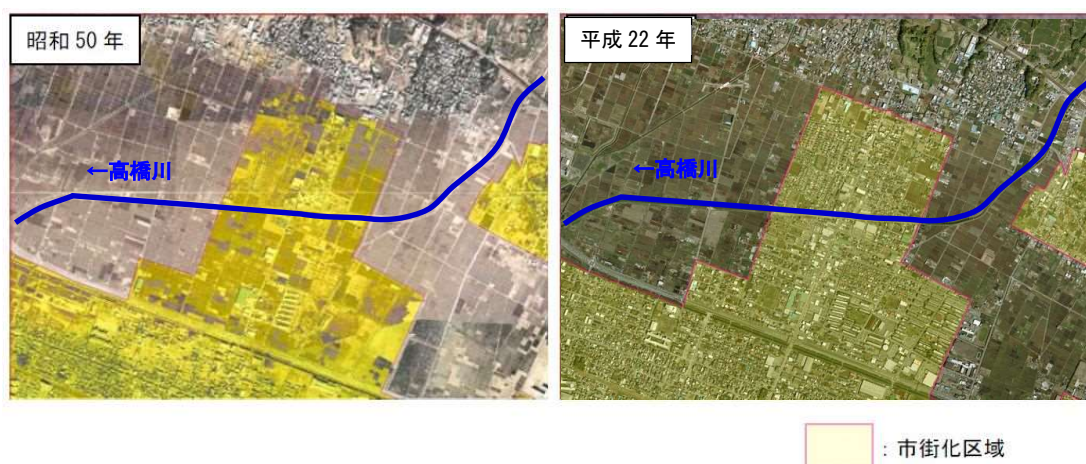 昭和 50 年
平成 22 年
←高橋川
←高橋川
：市街化区域